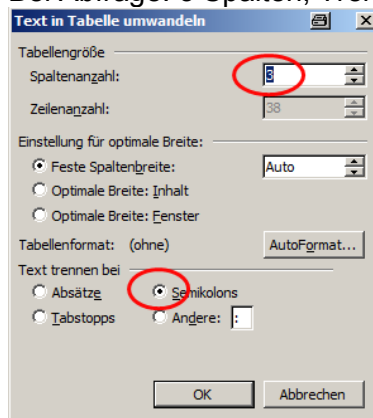 Text in Tabelle umwandeln
Tabellengröße
Spaltenanzahl: 3
Zeilenanzahl: 38
Einstellung für optimale Breite:
Feste Spaltenbreite: Auto
Optimale Breite: Inhalt
Optimale Breite: Fenster
Tabellenformat: (ohne) AutoFormat...
Text trennen bei
Absätze Semikolons
Tabstopps Andere: :
OK Abbrechen